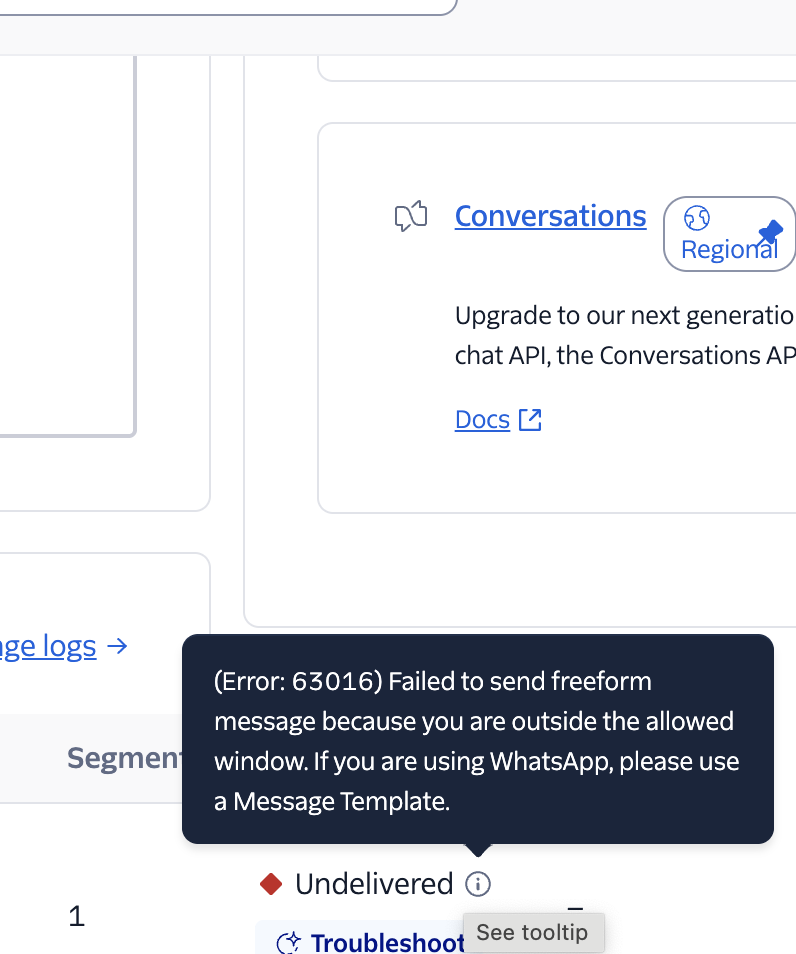 Conversations
Regional
Upgrade to our next generatio
chat API, the Conversations AP
Docs
ge logs →
(Error: 63016) Failed to send freeform
message because you are outside the allowed
window. If you are using WhatsApp, please use
a Message Template.
Segment
Undelivered
1
–
See tooltip
Troubleshoot